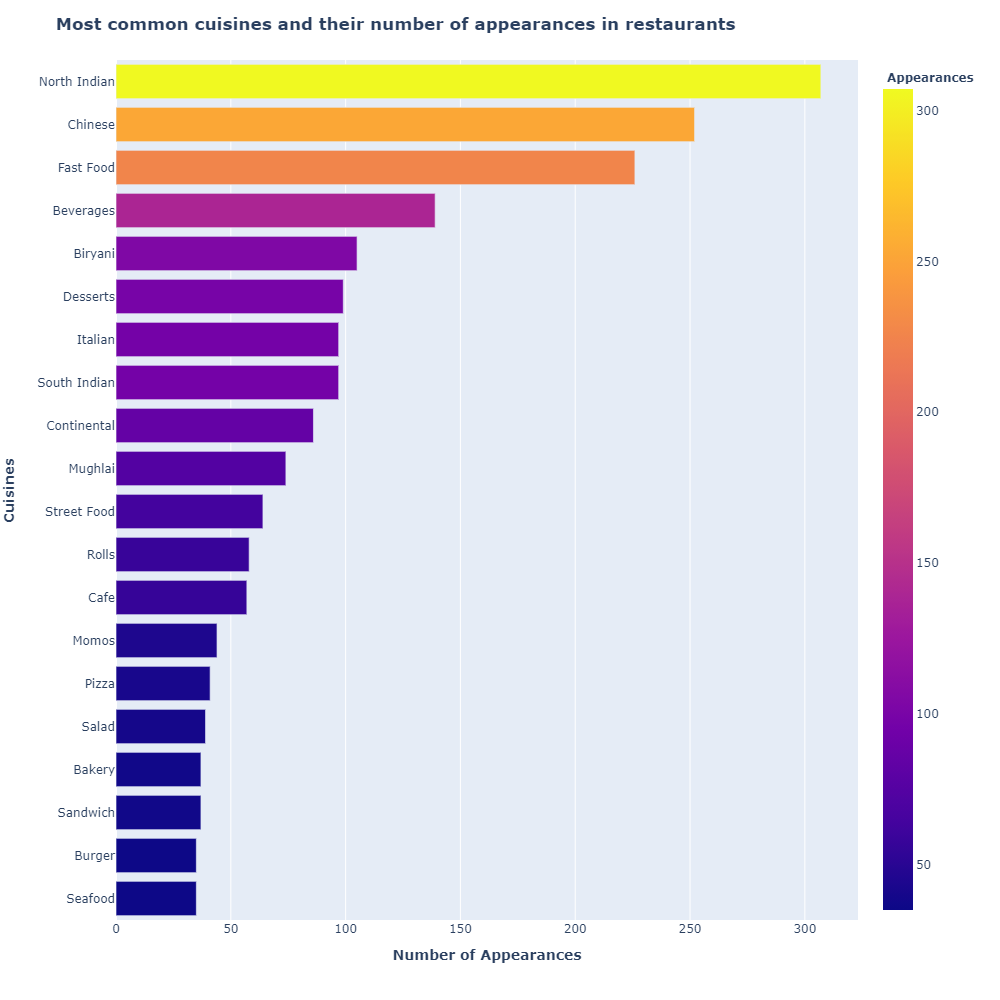 Most common cuisines and their number of appearances in restaurants
Appearances
North Indian
Chinese
Fast Food
Beverages
Biryani
Desserts
Italian
South Indian
Continental
Mughlai
Street Food
Rolls
Cafe
Momos
Pizza
Salad
Bakery
Sandwich
Burger
Seafood
Cuisines
0 50 100 150 200 250 300
Number of Appearances
300
250
200
150
100
50